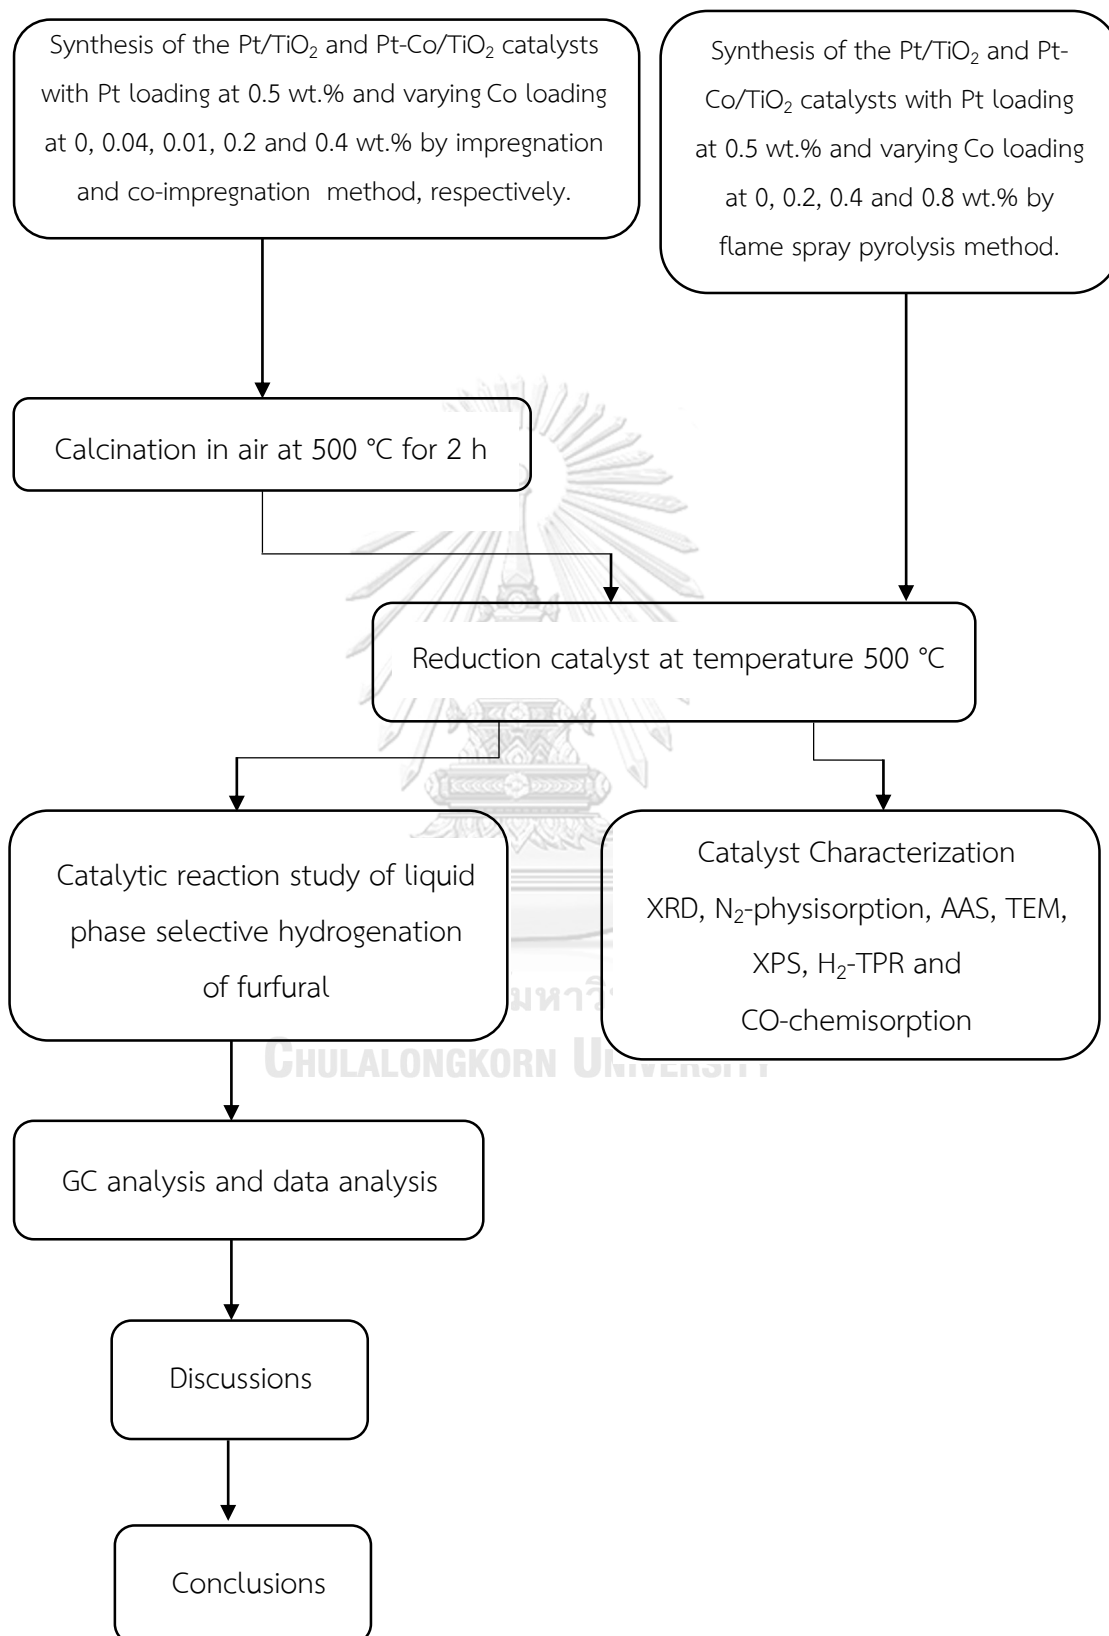 Synthesis of the Pt/TiO₂ and Pt-Co/TiO₂ catalysts
with Pt loading at 0.5 wt.% and varying Co loading
at 0, 0.04, 0.01, 0.2 and 0.4 wt.% by impregnation
and co-impregnation method, respectively.
Synthesis of the Pt/TiO₂ and Pt-
Co/TiO₂ catalysts with Pt loading
at 0.5 wt.% and varying Co loading
at 0, 0.2, 0.4 and 0.8 wt.% by
flame spray pyrolysis method.
Calcination in air at 500 °C for 2 h
Reduction catalyst at temperature 500 °C
Catalytic reaction study of liquid
phase selective hydrogenation
of furfural
Catalyst Characterization
XRD, N₂-physisorption, AAS, TEM,
XPS, H₂-TPR and
CO-chemisorption
CHULALONGKORN UNIVERSITY
GC analysis and data analysis
Discussions
Conclusions